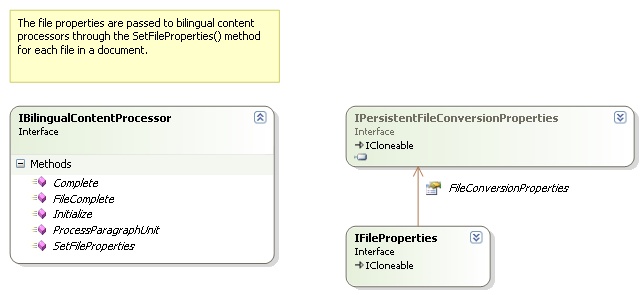 The file properties are passed to bilingual content
processors through the SetFileProperties() method
for each file in a document.
IBilingualContentProcessor
Interface
Methods
Complete
FileComplete
Initialize
ProcessParagraphUnit
SetFileProperties
IPersistentFileConversionProperties
Interface
ICloneable
FileConversionProperties
IFileProperties
Interface
ICloneable